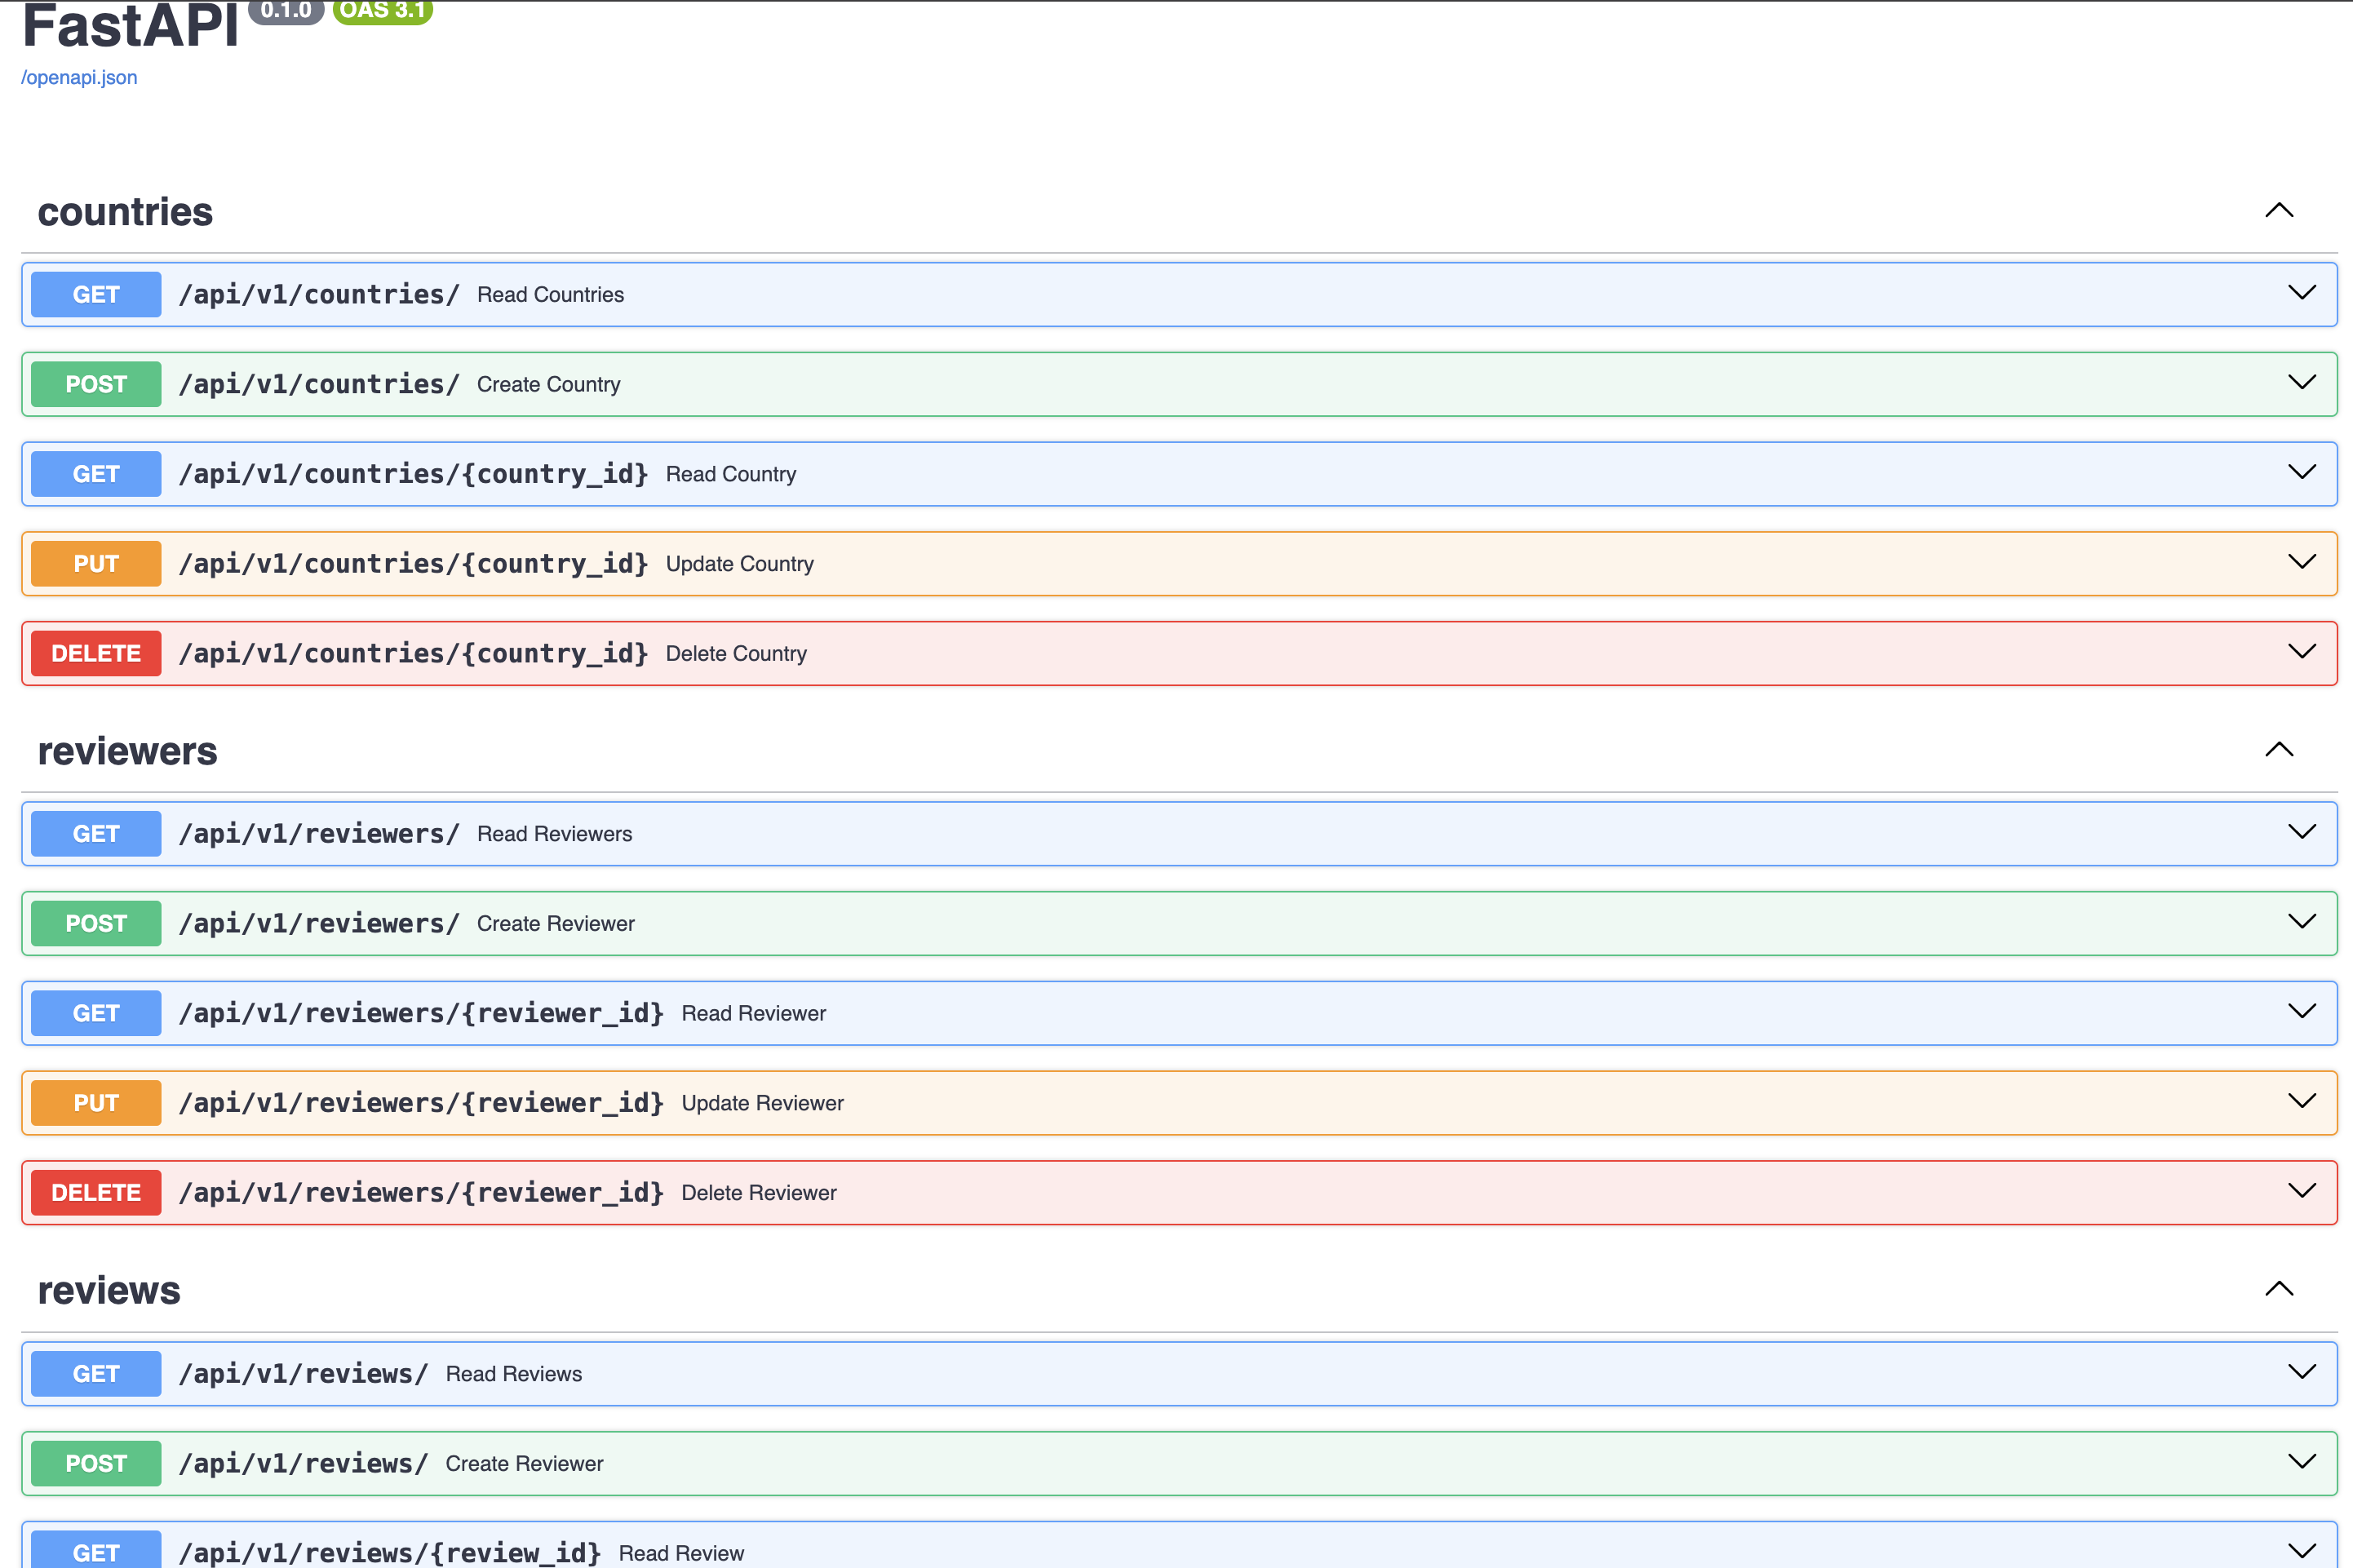 FastAPI 0.1.0 OAS 3.1
/openapi.json
countries
GET /api/v1/countries/ Read Countries
POST /api/v1/countries/ Create Country
GET /api/v1/countries/{country_id} Read Country
PUT /api/v1/countries/{country_id} Update Country
DELETE /api/v1/countries/{country_id} Delete Country
reviewers
GET /api/v1/reviewers/ Read Reviewers
POST /api/v1/reviewers/ Create Reviewer
GET /api/v1/reviewers/{reviewer_id} Read Reviewer
PUT /api/v1/reviewers/{reviewer_id} Update Reviewer
DELETE /api/v1/reviewers/{reviewer_id} Delete Reviewer
reviews
GET /api/v1/reviews/ Read Reviews
POST /api/v1/reviews/ Create Reviewer
GET /api/v1/reviews/{review_id} Read Review